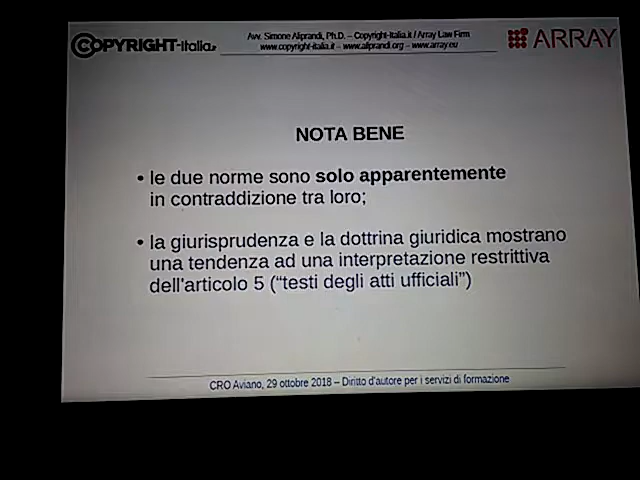 COPYRIGHT-Italia.it
Avv. Simone Aliprandi, Ph.D. – Copyright-Italia.it / Array Law Firm
www.copyright-italia.it – www.aliprandi.org – www.array.eu
ARRAY
NOTA BENE
• le due norme sono solo apparentemente
in contraddizione tra loro;
• la giurisprudenza e la dottrina giuridica mostrano
una tendenza ad una interpretazione restrittiva
dell'articolo 5 (“testi degli atti ufficiali”)
CRO Aviano, 29 ottobre 2018 – Diritto d'autore per i servizi di formazione